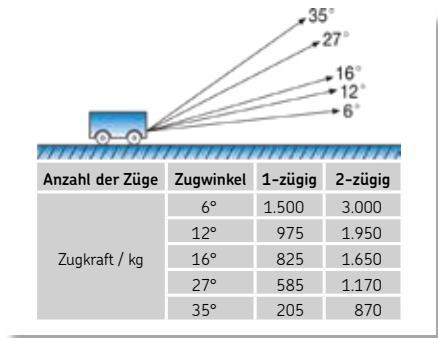 35°
27°
16°
12°
6°
Anzahl der Züge Zugwinkel 1-zügig 2-zügig
6° 1.500 3.000
12° 975 1.950
Zugkraft / kg 16° 825 1.650
27° 585 1.170
35° 205 870